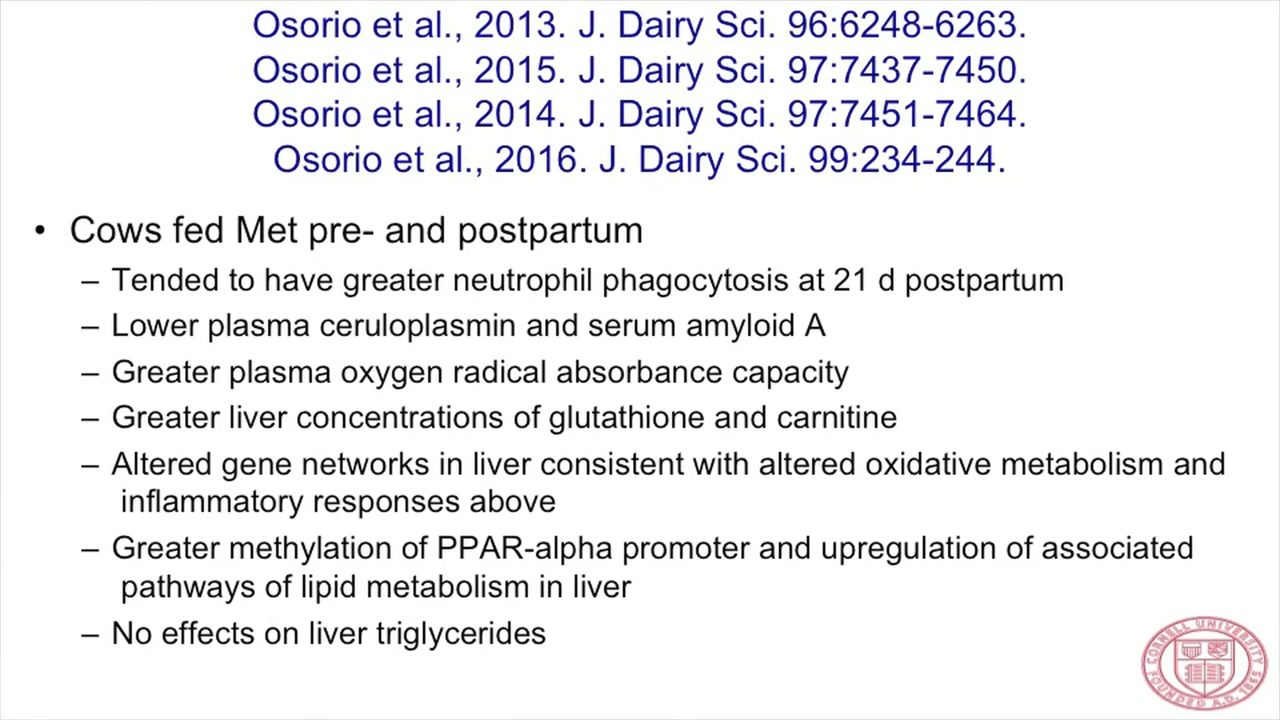 Osorio et al., 2013. J. Dairy Sci. 96:6248-6263.
Osorio et al., 2015. J. Dairy Sci. 97:7437-7450.
Osorio et al., 2014. J. Dairy Sci. 97:7451-7464.
Osorio et al., 2016. J. Dairy Sci. 99:234-244.
• Cows fed Met pre- and postpartum
– Tended to have greater neutrophil phagocytosis at 21 d postpartum
– Lower plasma ceruloplasmin and serum amyloid A
– Greater plasma oxygen radical absorbance capacity
– Greater liver concentrations of glutathione and carnitine
– Altered gene networks in liver consistent with altered oxidative metabolism and
inflammatory responses above
– Greater methylation of PPAR-alpha promoter and upregulation of associated
pathways of lipid metabolism in liver
– No effects on liver triglycerides
CORNELL UNIVERSITY
FOUNDED A.D. 1865